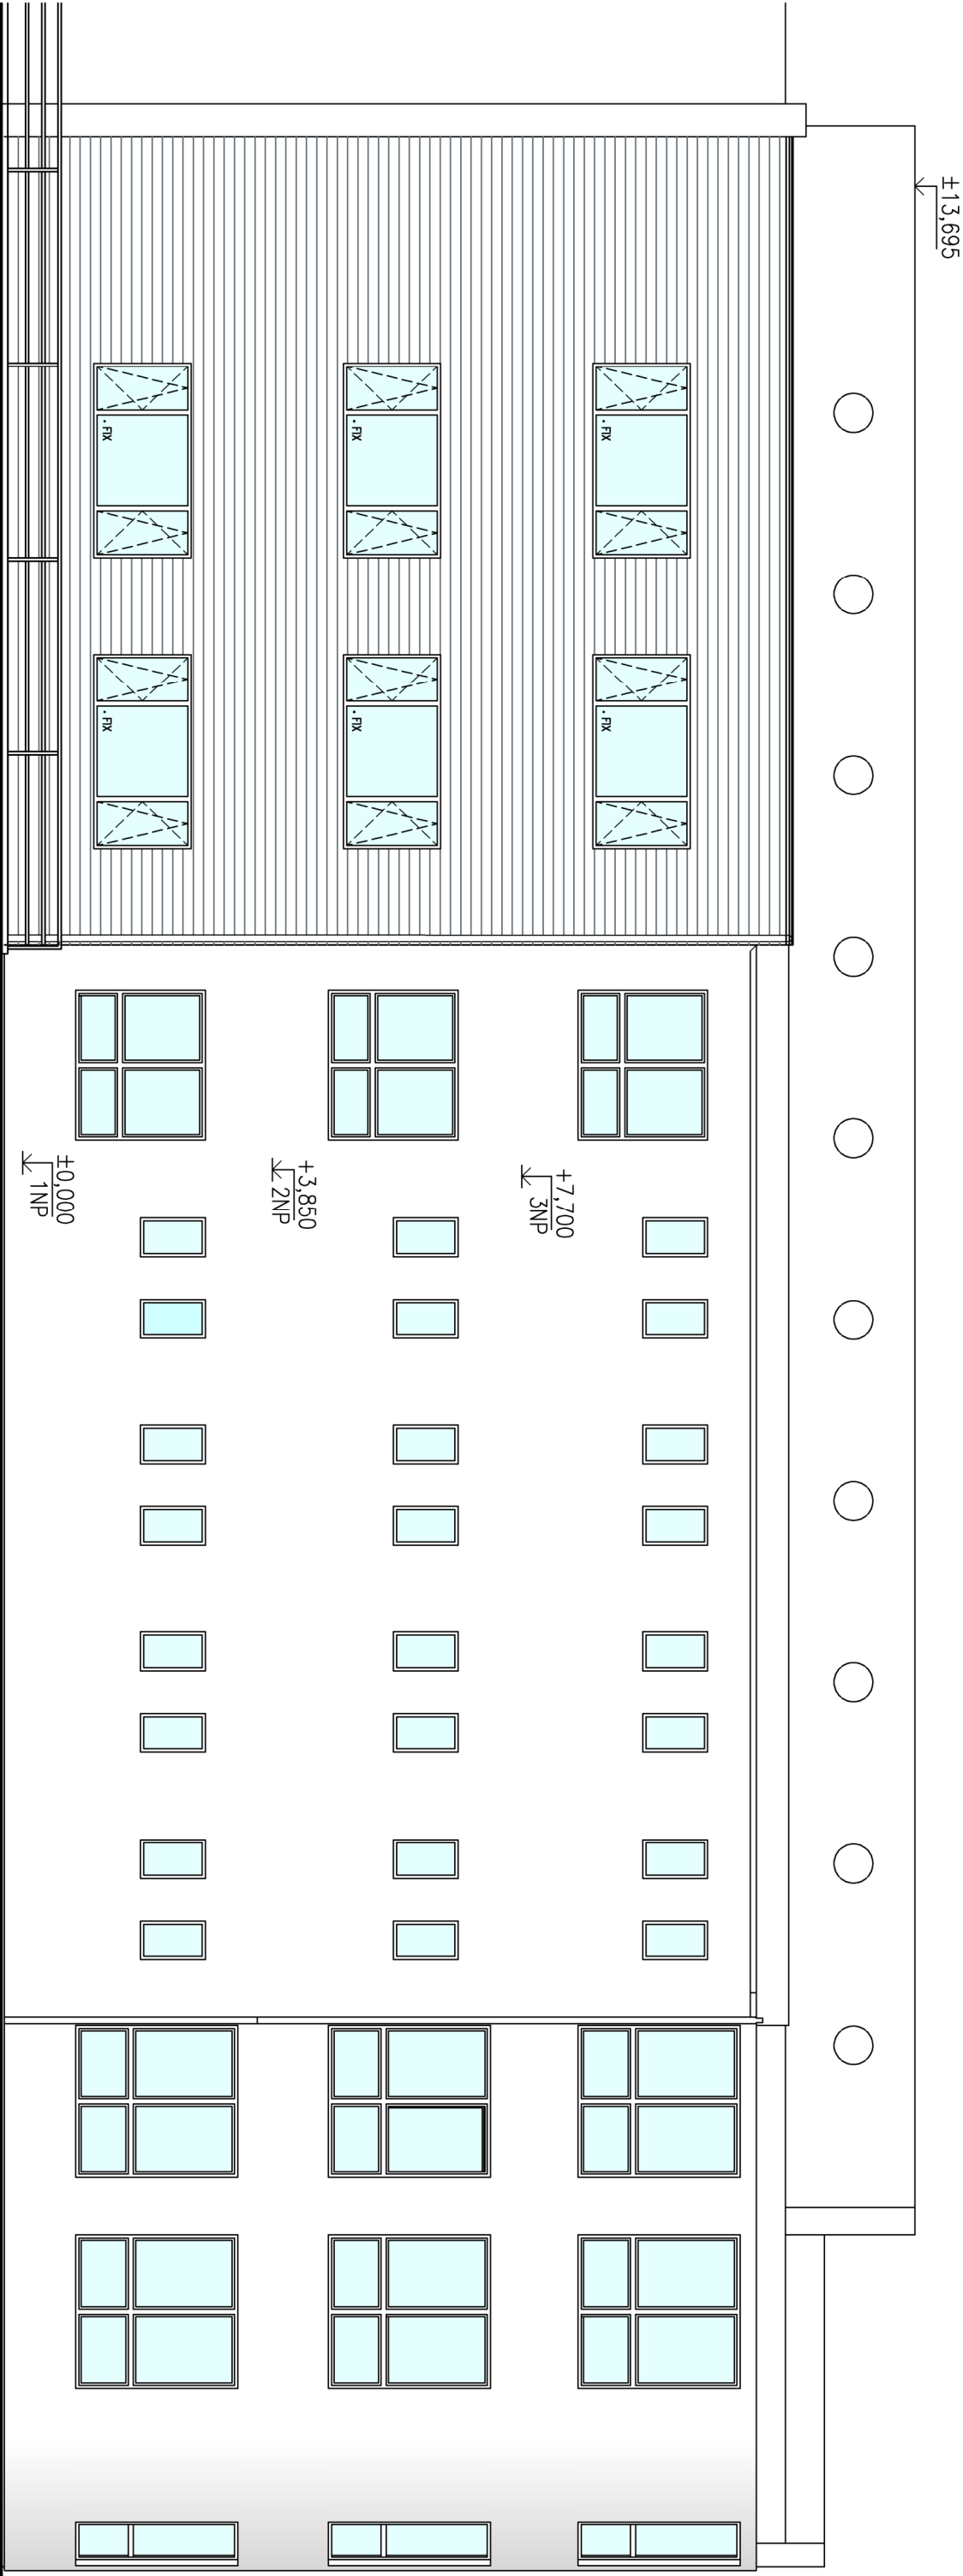 ±13,695
. FIX
. FIX
. FIX
. FIX
. FIX
. FIX
+7,700
3NP
+3,850
2NP
±0,000
1NP